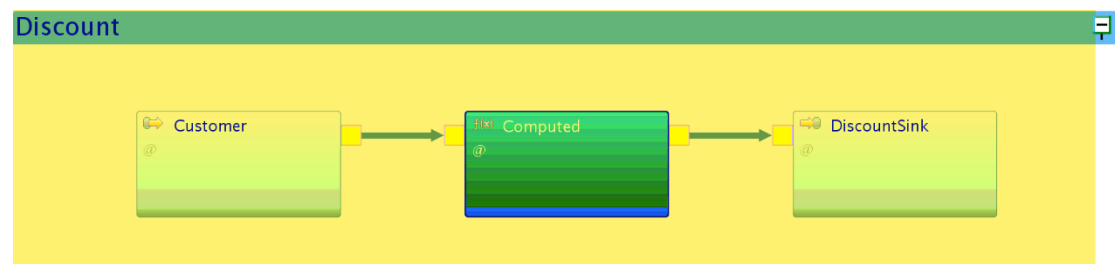 Discount
Customer
f(x) Computed
DiscountSink
@
@
@